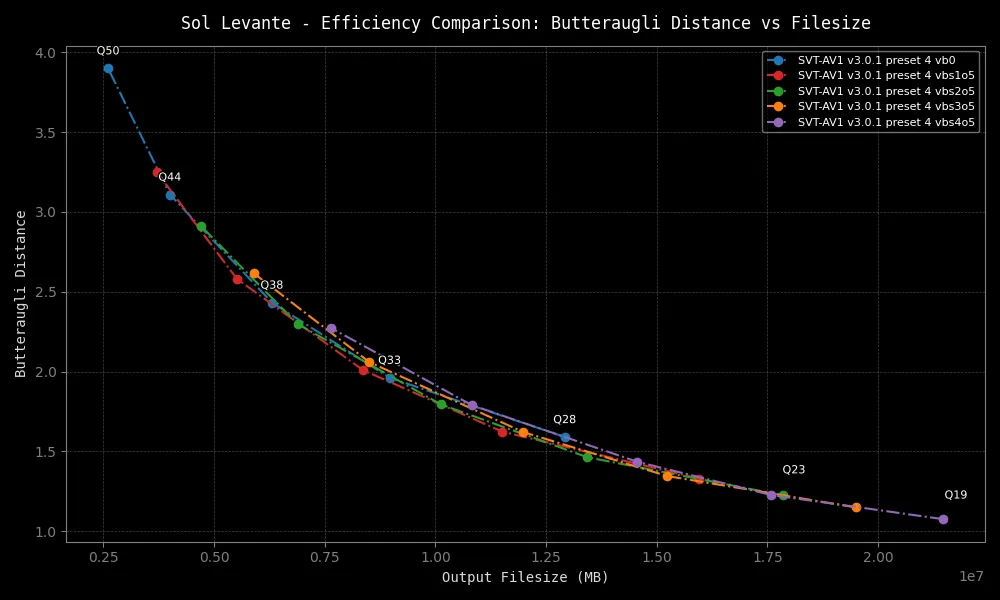 Sol Levante - Efficiency Comparison: Butteraugli Distance vs Filesize
Q50
4.0
SVT-AV1 v3.0.1 preset 4 vb0
SVT-AV1 v3.0.1 preset 4 vbs1o5
SVT-AV1 v3.0.1 preset 4 vbs2o5
SVT-AV1 v3.0.1 preset 4 vbs3o5
SVT-AV1 v3.0.1 preset 4 vbs4o5
3.5
Q44
3.0
Butteraugli Distance
Q38
2.5
Q33
2.0
Q28
1.5
Q23
Q19
1.0
0.25 0.50 0.75 1.00 1.25 1.50 1.75 2.00
1e7
Output Filesize (MB)